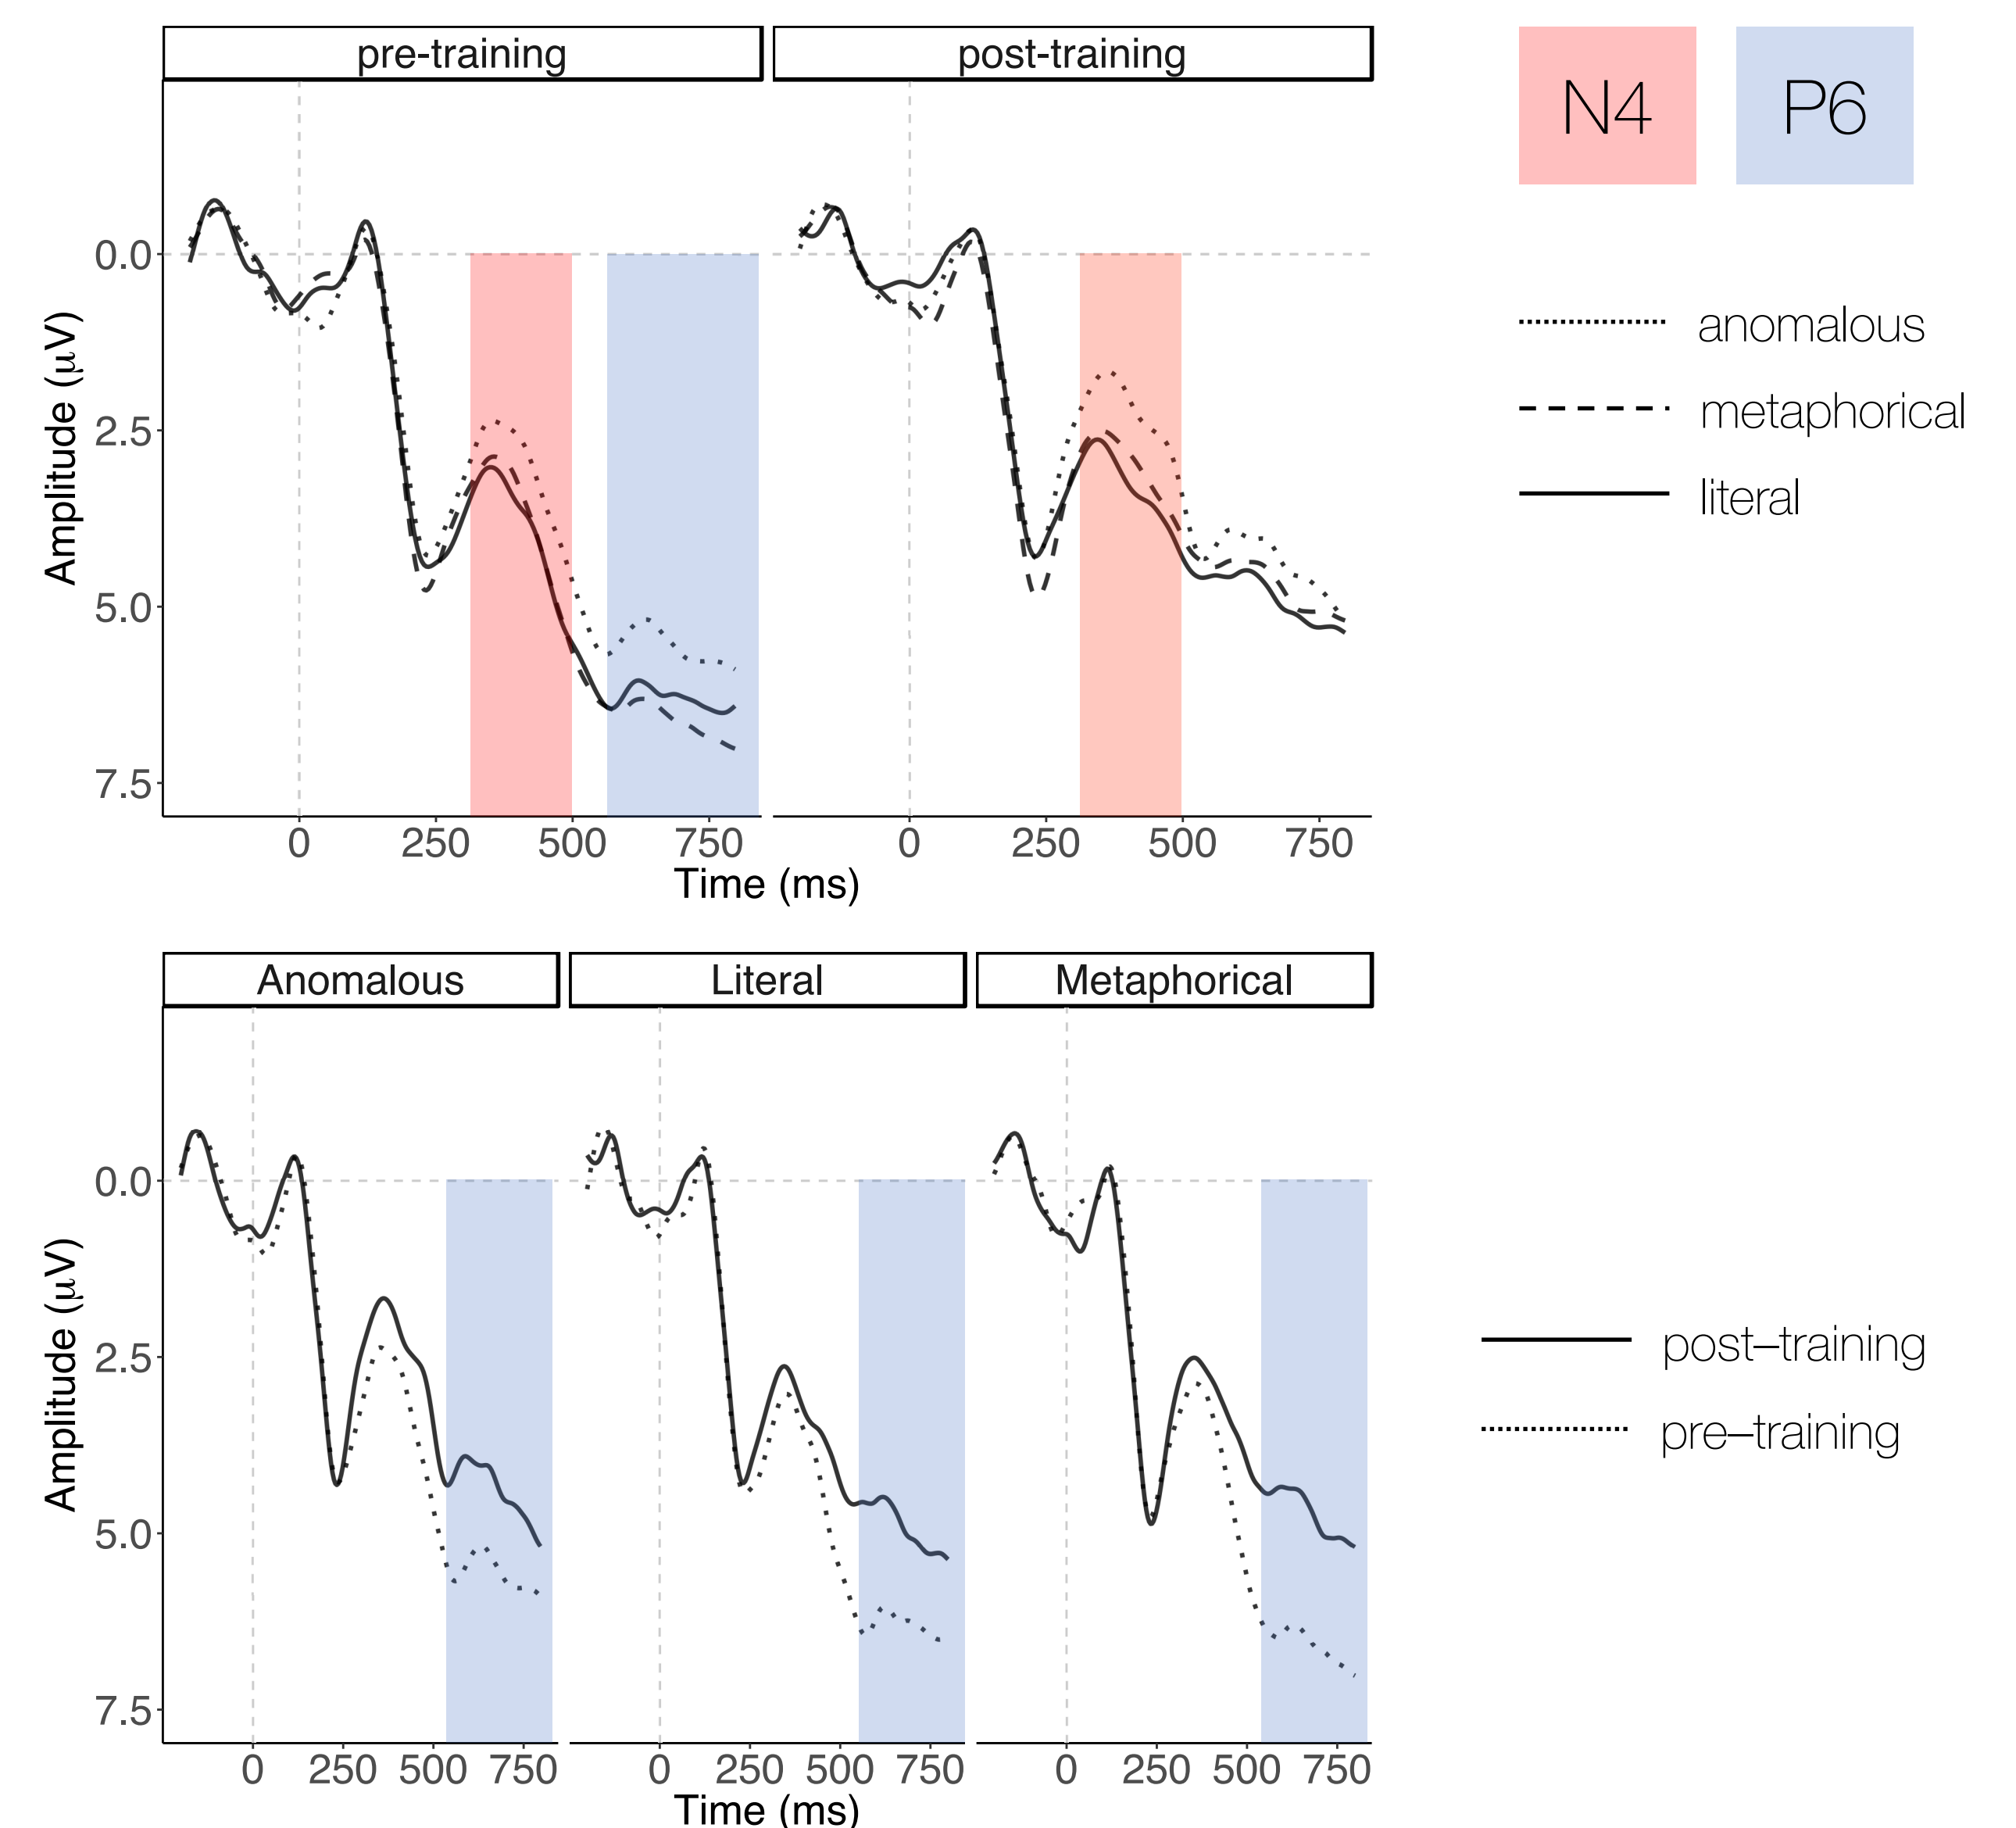 pre-training post-training
N4 P6
0.0
2.5
5.0
7.5
Amplitude (µV)
0 250 500 750 0 250 500 750
Time (ms)
anomalous
metaphorical
literal
Anomalous Literal Metaphorical
0.0
2.5
5.0
7.5
Amplitude (µV)
0 250 500 750 0 250 500 750 0 250 500 750
Time (ms)
post–training
pre–training